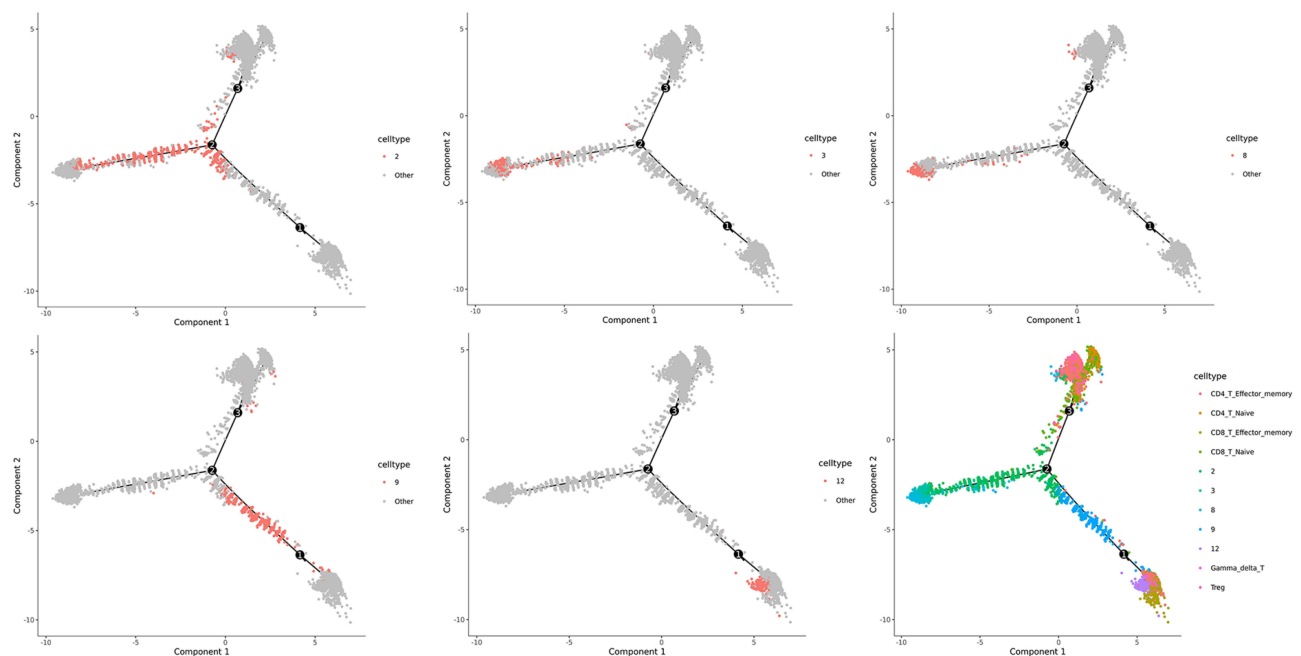 5
0
-5
-10
-10
-5
0
5
Component 1
Component 2
3
2
1
celltype
2
Other
5
0
-5
-10
-10
-5
0
5
Component 1
Component 2
3
2
1
celltype
3
Other
5
0
-5
-10
-10
-5
0
5
Component 1
Component 2
3
2
1
celltype
8
Other
5
0
-5
-10
-10
-5
0
5
Component 1
Component 2
3
2
1
celltype
9
Other
5
0
-5
-10
-10
-5
0
5
Component 1
Component 2
3
2
1
celltype
12
Other
5
0
-5
-10
-10
-5
0
5
Component 1
Component 2
3
2
1
celltype
CD4_T_Effector_memory
CD4_T_Naive
CD8_T_Effector_memory
CD8_T_Naive
2
3
8
9
12
Gamma_delta_T
Treg